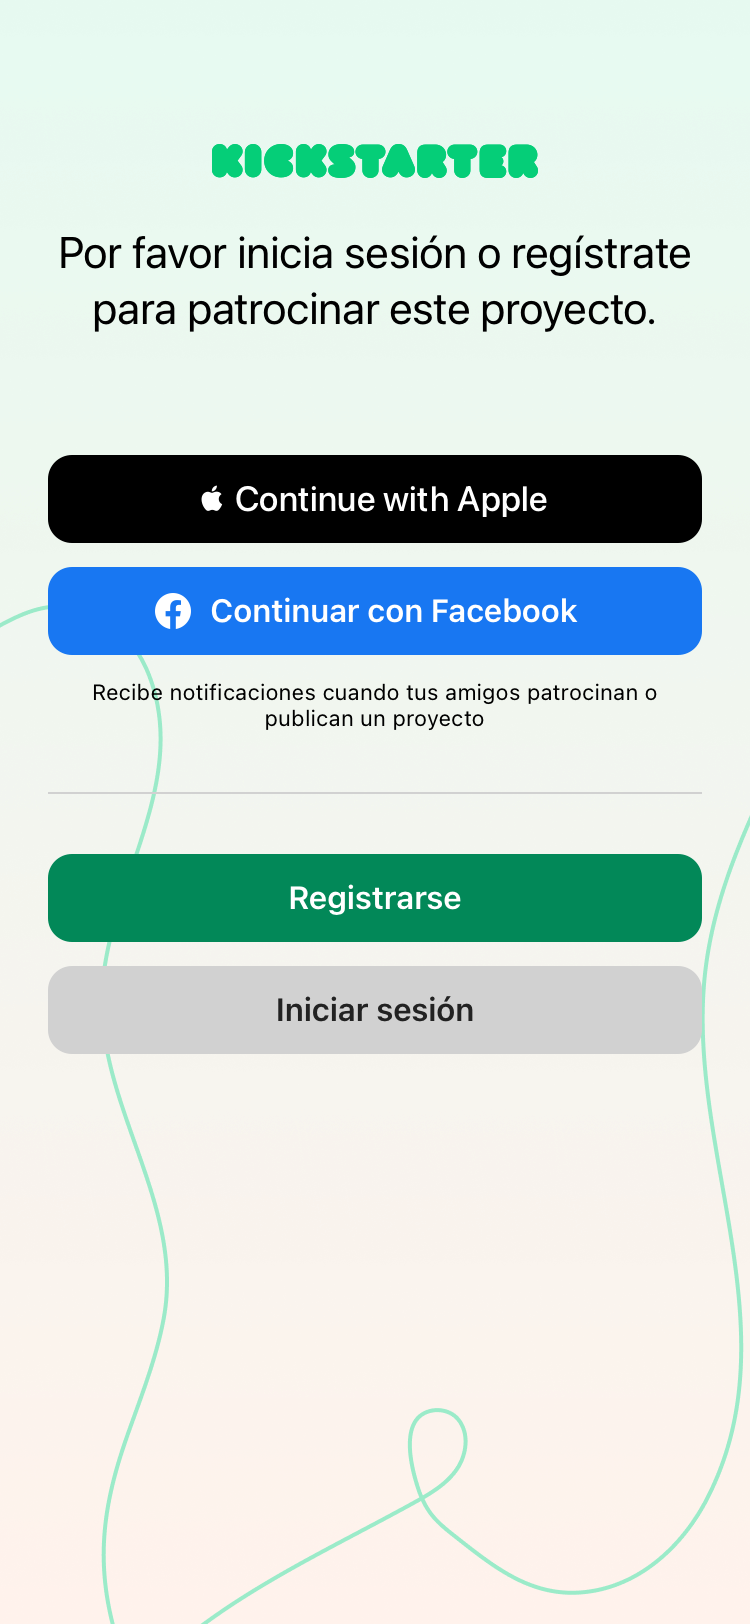 KICKSTARTER
Por favor inicia sesión o regístrate
para patrocinar este proyecto.
Continue with Apple
Continuar con Facebook
Recibe notificaciones cuando tus amigos patrocinan o
publican un proyecto
Registrarse
Iniciar sesión